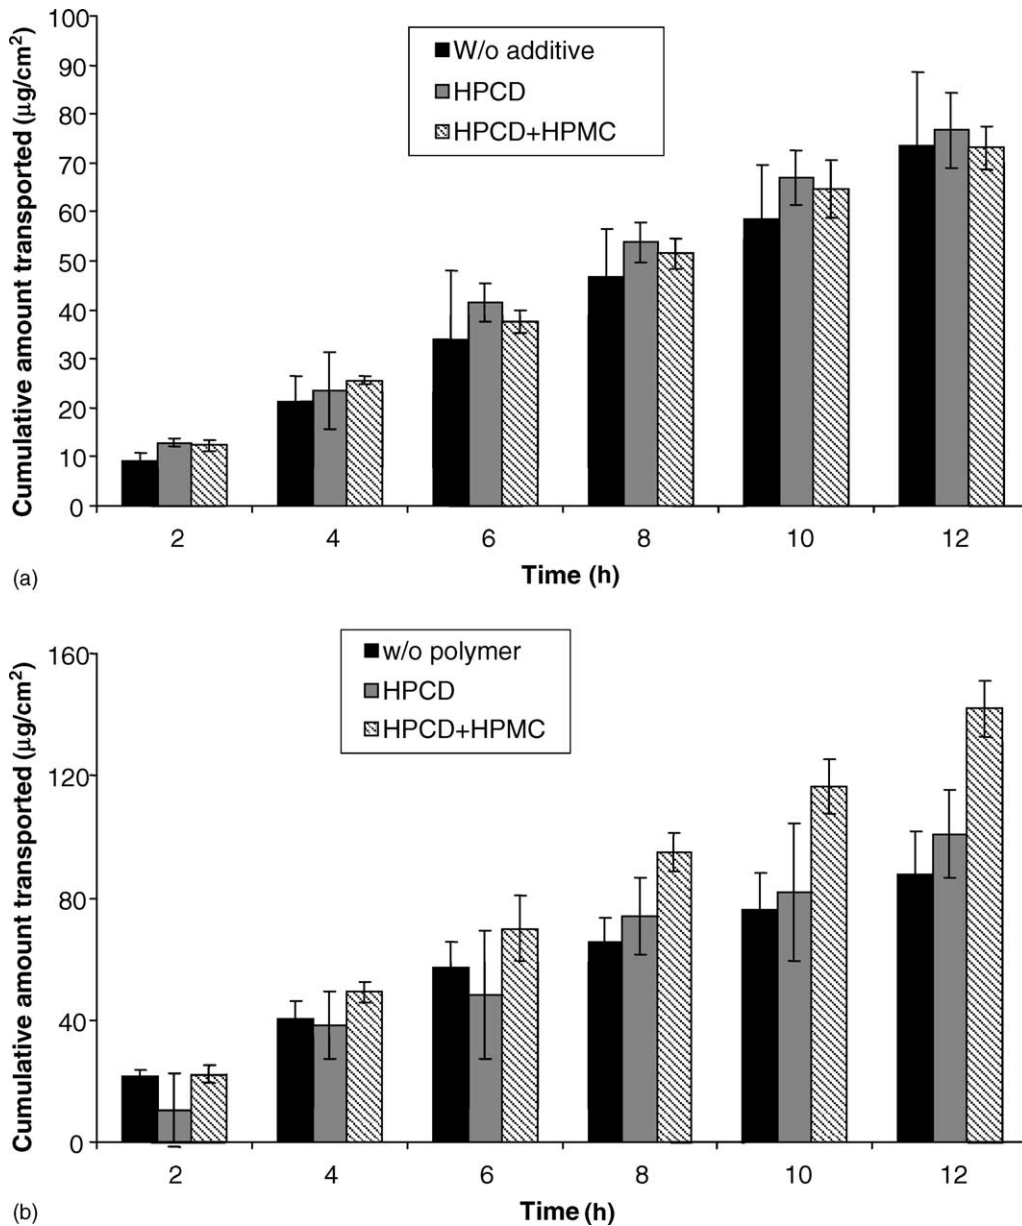 100
90
80
70
60
50
40
30
20
10
0
Cumulative amount transported (µg/cm²)
W/o additive
HPCD
HPCD+HPMC
2 4 6 8 10 12
Time (h)
(a)
160
120
80
40
0
Cumulative amount transported (µg/cm²)
w/o polymer
HPCD
HPCD+HPMC
2 4 6 8 10 12
Time (h)
(b)